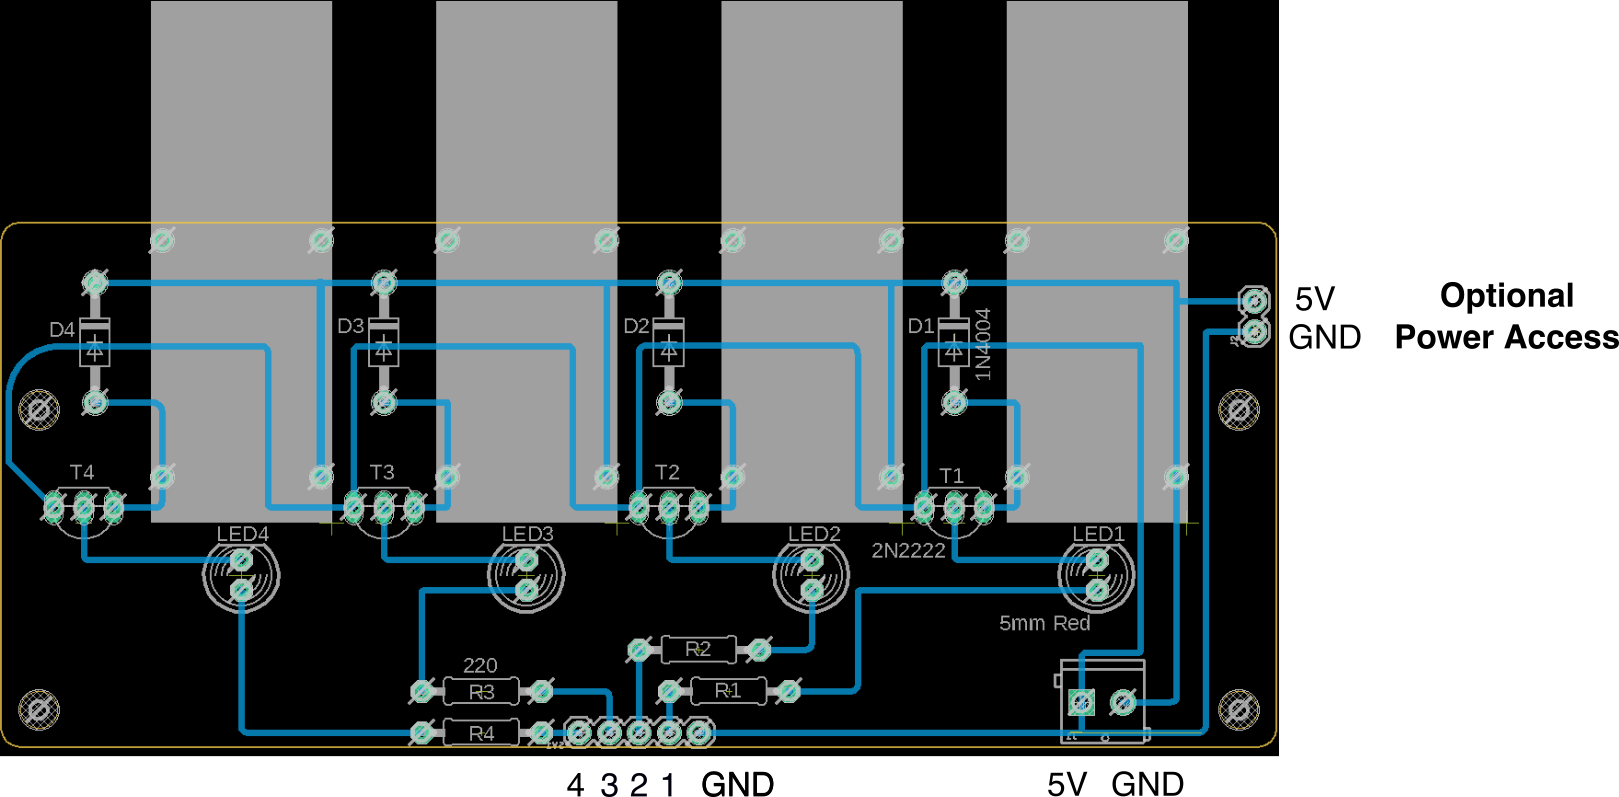 D4
D3
D2
D1
1N4004
5V
GND
Optional
Power Access
T4
T3
T2
T1
LED4
LED3
LED2
LED1
2N2222
5mm Red
R2
220
R3
R1
R4
4 3 2 1 GND
5V GND